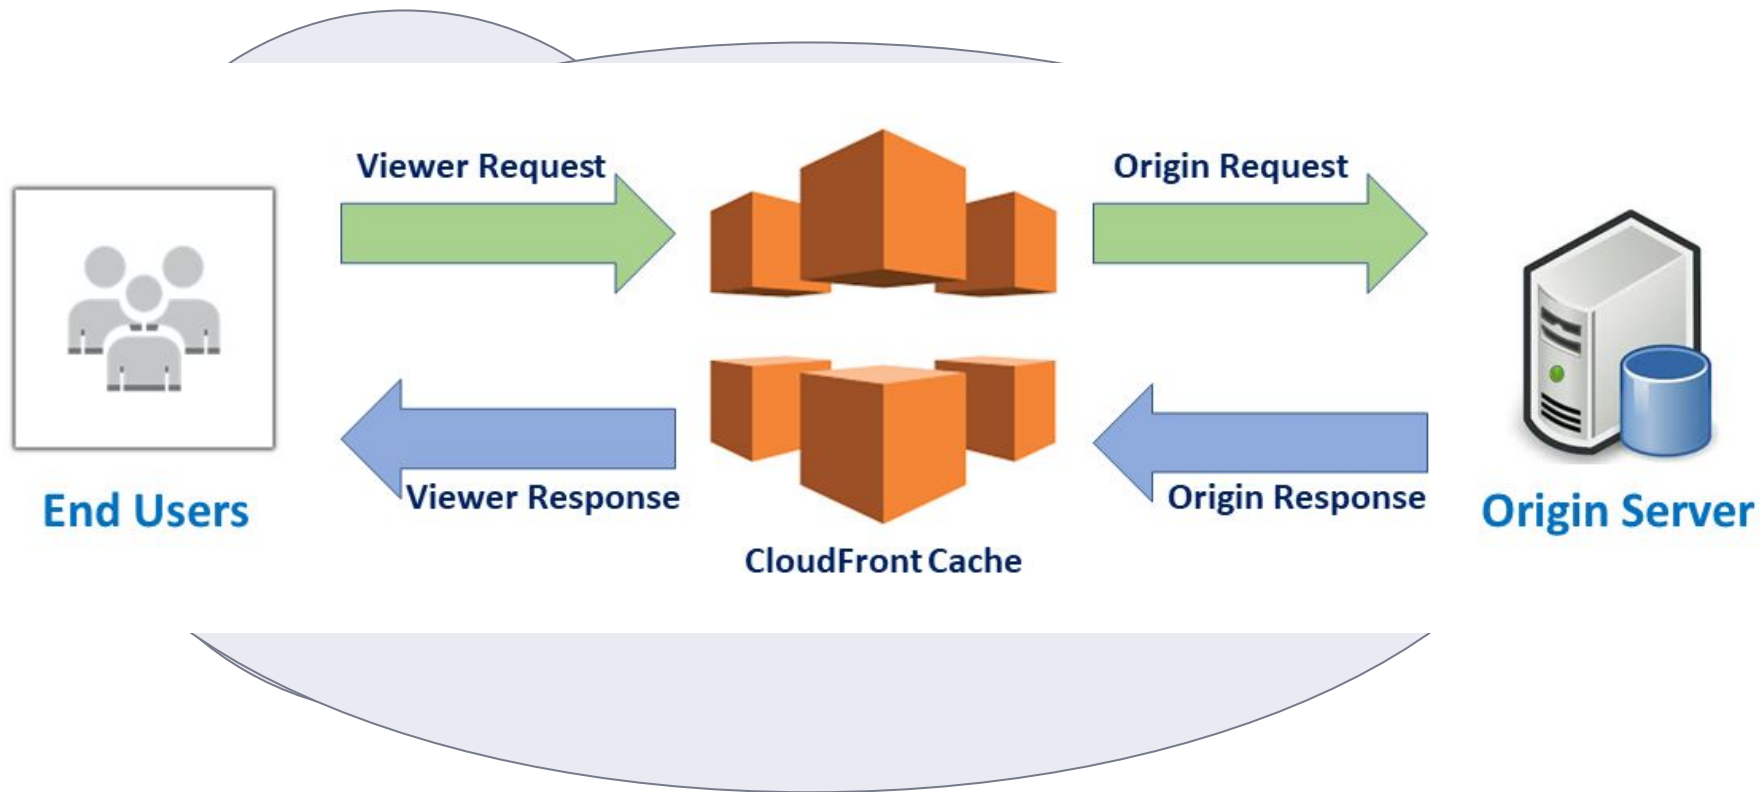 Viewer Request
Origin Request
Viewer Response
Origin Response
End Users
Origin Server
CloudFront Cache